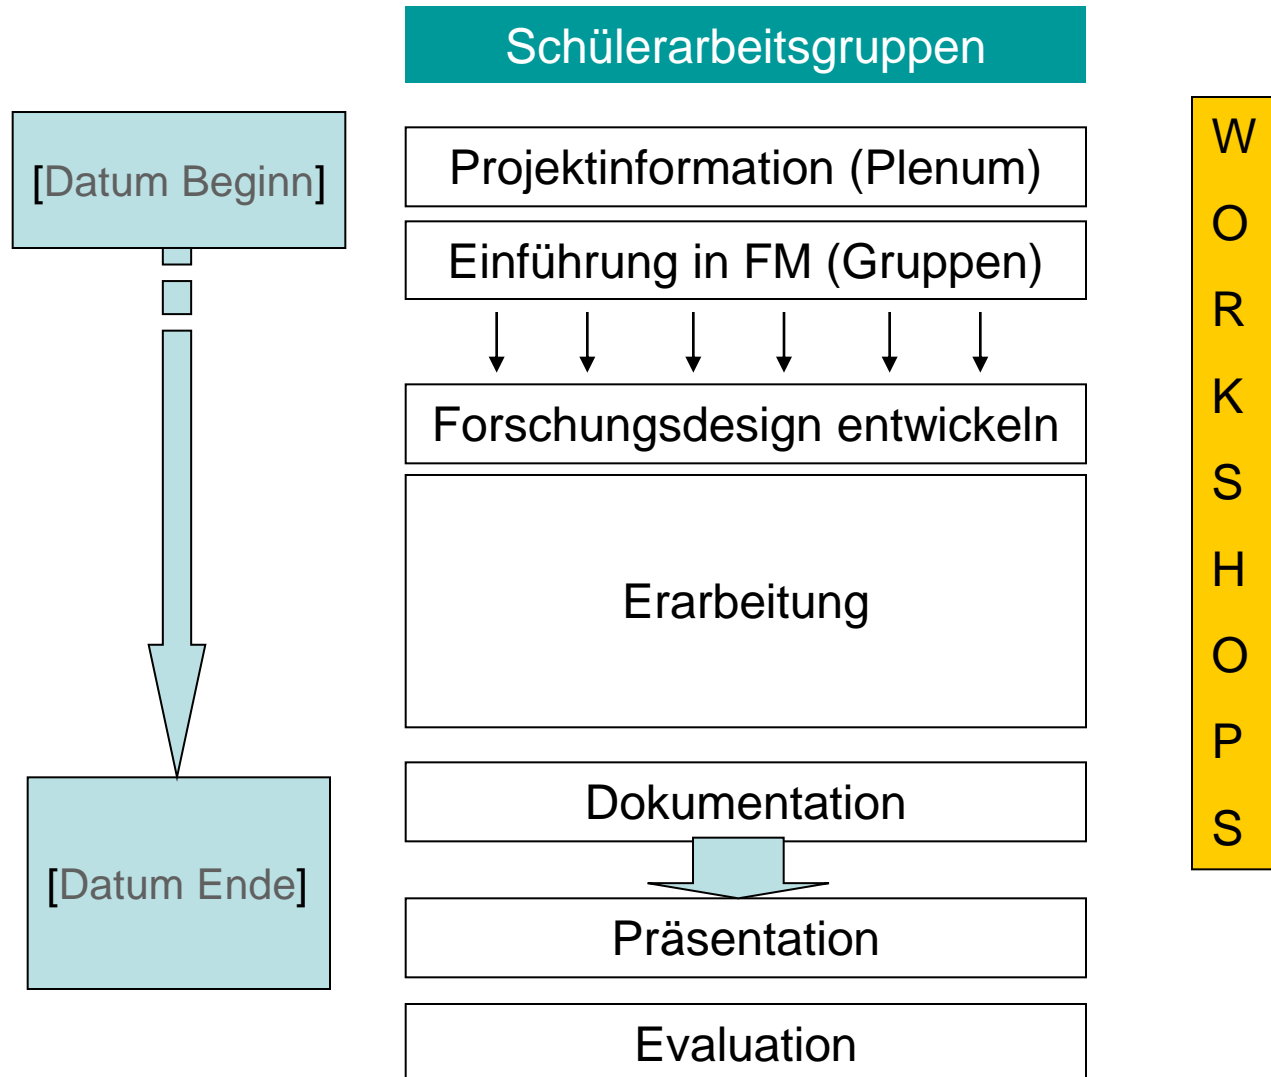 Schülerarbeitsgruppen
[Datum Beginn]
Projektinformation (Plenum)
Einführung in FM (Gruppen)
Forschungsdesign entwickeln
Erarbeitung
Dokumentation
[Datum Ende]
Präsentation
Evaluation
W
O
R
K
S
H
O
P
S